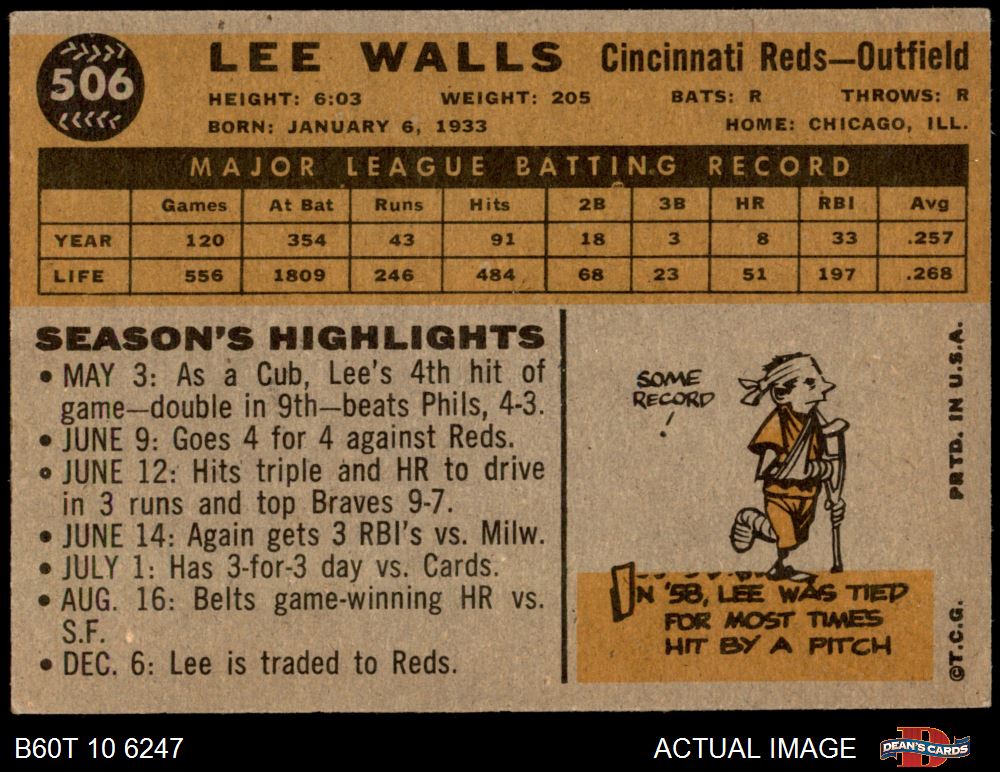 506
LEE WALLS Cincinnati Reds—Outfield
HEIGHT: 6:03 WEIGHT: 205 BATS: R THROWS: R
BORN: JANUARY 6, 1933 HOME: CHICAGO, ILL.
MAJOR LEAGUE BATTING RECORD
Games At Bat Runs Hits 2B 3B HR RBI Avg
YEAR 120 354 43 91 18 3 8 33 .257
LIFE 556 1809 246 484 68 23 51 197 .268
SEASON'S HIGHLIGHTS
• MAY 3: As a Cub, Lee's 4th hit of
game—double in 9th—beats Phils, 4-3.
• JUNE 9: Goes 4 for 4 against Reds.
• JUNE 12: Hits triple and HR to drive
in 3 runs and top Braves 9-7.
• JUNE 14: Again gets 3 RBI's vs. Milw.
• JULY 1: Has 3-for-3 day vs. Cards.
• AUG. 16: Belts game-winning HR vs.
S.F.
• DEC. 6: Lee is traded to Reds.
SOME
RECORD
!
IN '58, LEE WAS TIED
FOR MOST TIMES
HIT BY A PITCH
©T.C.G. PRTD. IN U.S.A.
B60T 10 6247 ACTUAL IMAGE DEAN'S CARDS